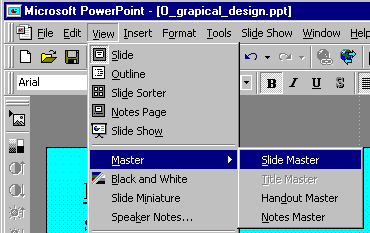 Microsoft PowerPoint - [O_grapical_design.ppt]
File Edit View Insert Format Tools Slide Show Window Help
Arial
B I U S
Slide
Outline
Slide Sorter
Notes Page
Slide Show
Master
Slide Master
Black and White
Title Master
Slide Miniature
Handout Master
Speaker Notes...
Notes Master